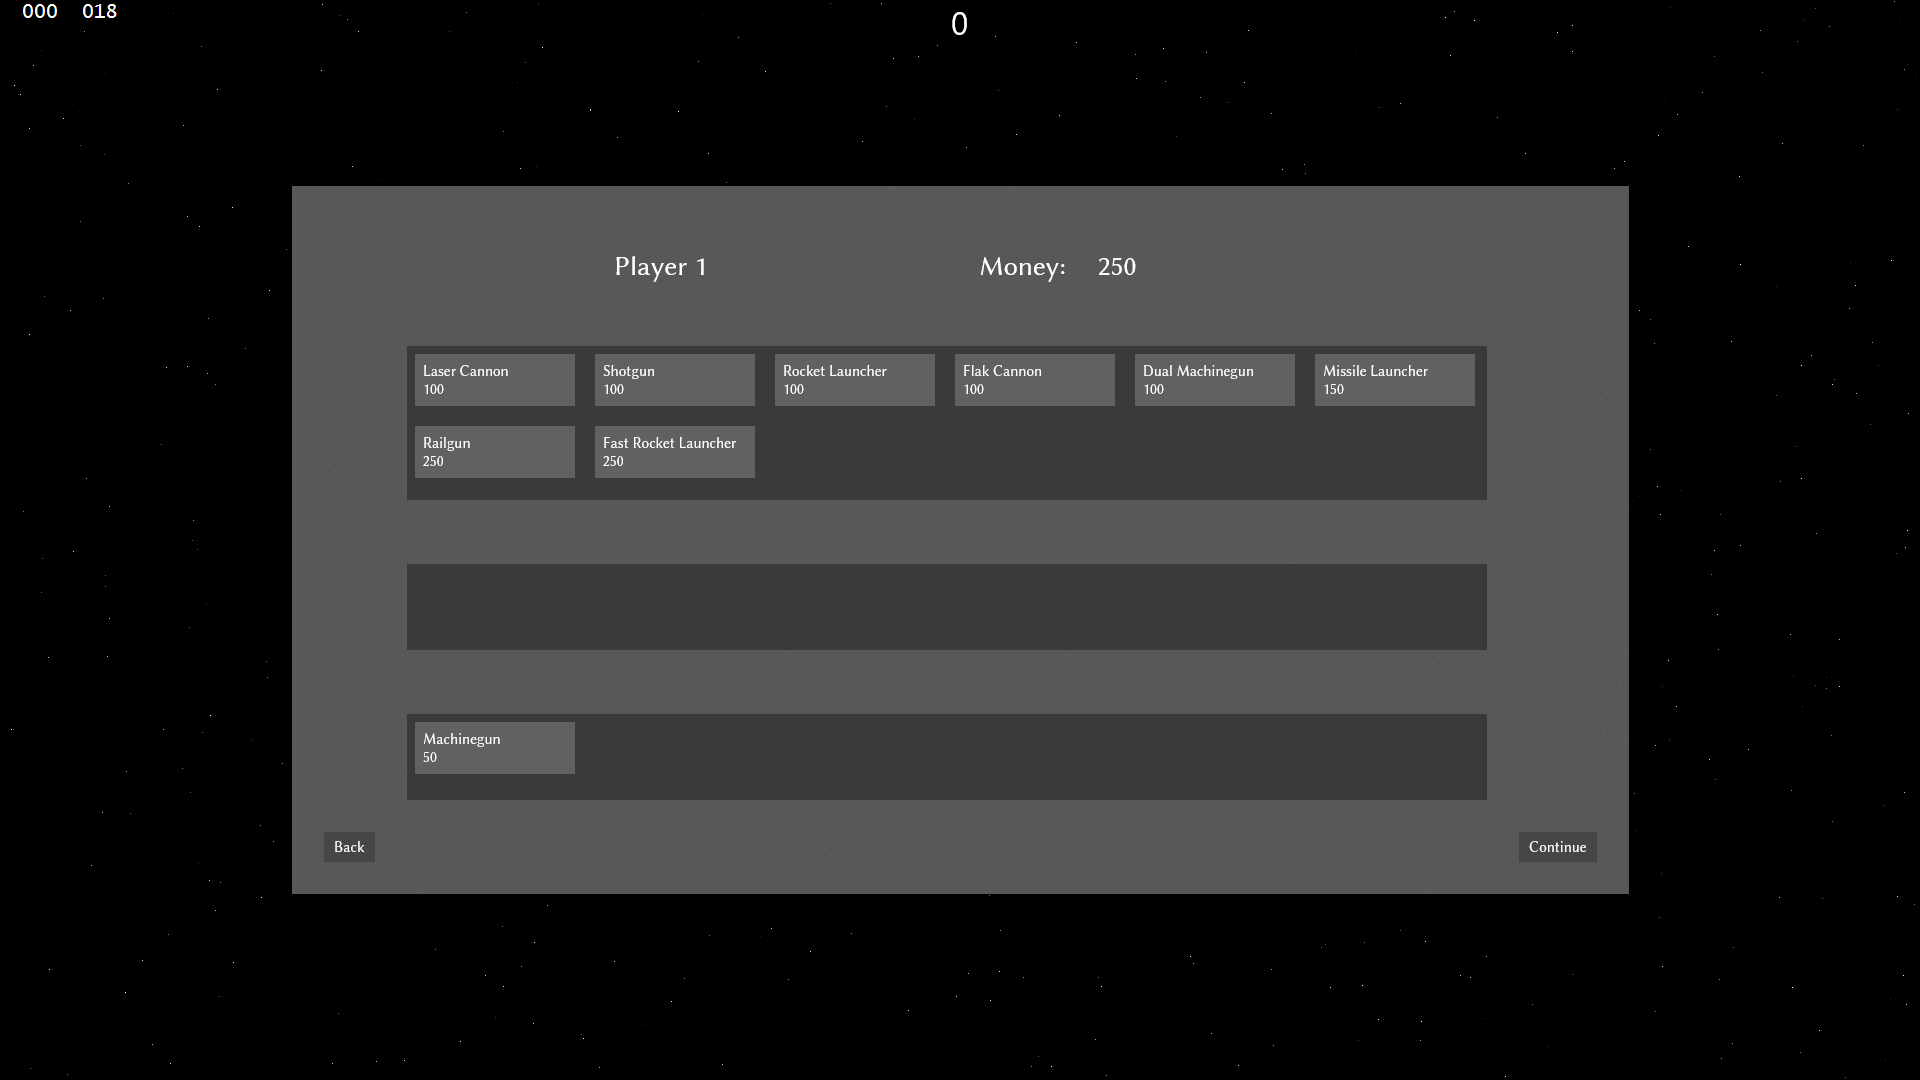 000 018
0
Player 1
Money: 250
Laser Cannon
100
Shotgun
100
Rocket Launcher
100
Flak Cannon
100
Dual Machinegun
100
Missile Launcher
150
Railgun
250
Fast Rocket Launcher
250
Machinegun
50
Back
Continue